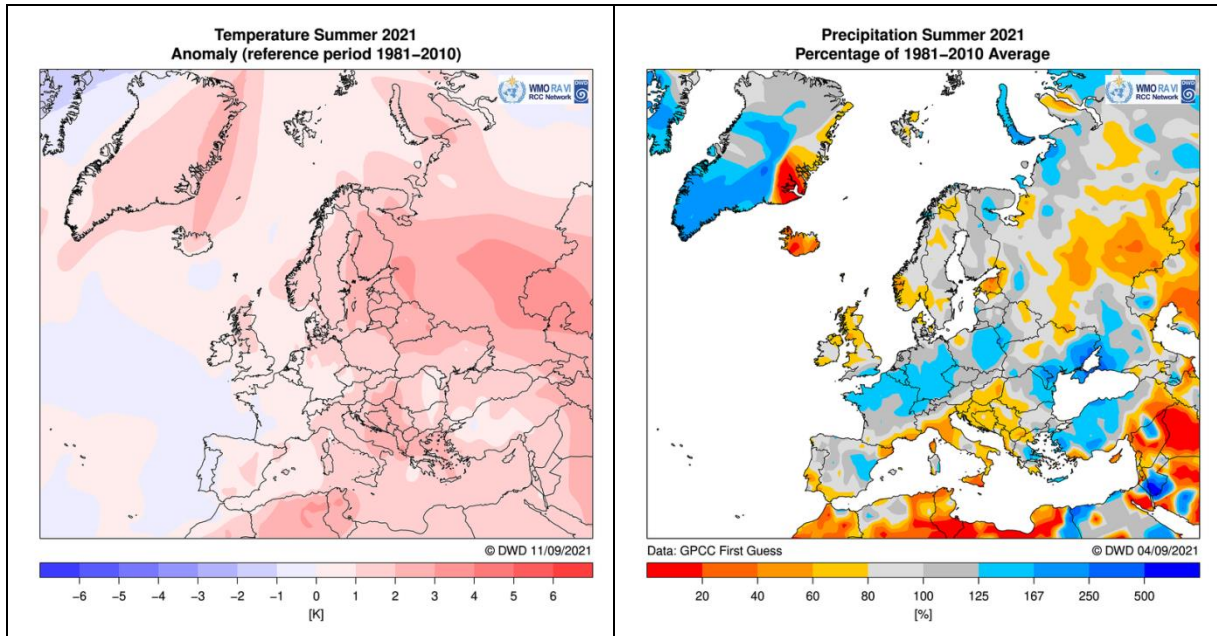 Temperature Summer 2021
Anomaly (reference period 1981−2010)
WMO RA VI
RCC Network
DWD
© DWD 11/09/2021
−6 −5 −4 −3 −2 −1 0 1 2 3 4 5 6
[K]
Precipitation Summer 2021
Percentage of 1981−2010 Average
WMO RA VI
RCC Network
DWD
Data: GPCC First Guess
© DWD 04/09/2021
20 40 60 80 100 125 167 250 500
[%]